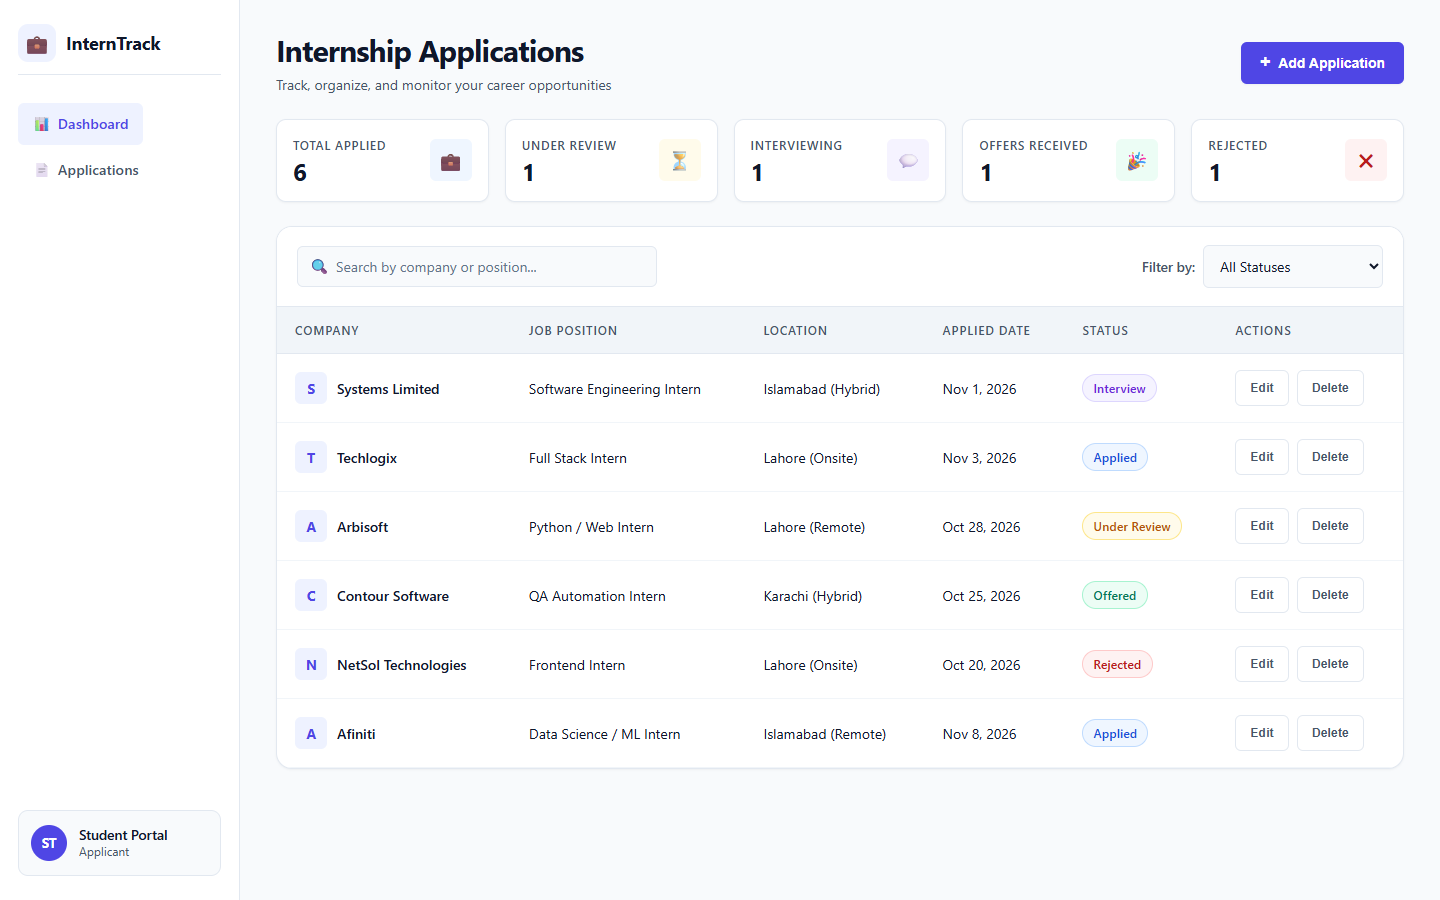 InternTrack
Dashboard
Applications
ST
Student Portal
Applicant
Internship Applications
Track, organize, and monitor your career opportunities
+ Add Application
TOTAL APPLIED
6
UNDER REVIEW
1
INTERVIEWING
1
OFFERS RECEIVED
1
REJECTED
1
Search by company or position...
Filter by: All Statuses
COMPANY JOB POSITION LOCATION APPLIED DATE STATUS ACTIONS
S Systems Limited Software Engineering Intern Islamabad (Hybrid) Nov 1, 2026 Interview Edit Delete
T Techlogix Full Stack Intern Lahore (Onsite) Nov 3, 2026 Applied Edit Delete
A Arbisoft Python / Web Intern Lahore (Remote) Oct 28, 2026 Under Review Edit Delete
C Contour Software QA Automation Intern Karachi (Hybrid) Oct 25, 2026 Offered Edit Delete
N NetSol Technologies Frontend Intern Lahore (Onsite) Oct 20, 2026 Rejected Edit Delete
A Afiniti Data Science / ML Intern Islamabad (Remote) Nov 8, 2026 Applied Edit Delete